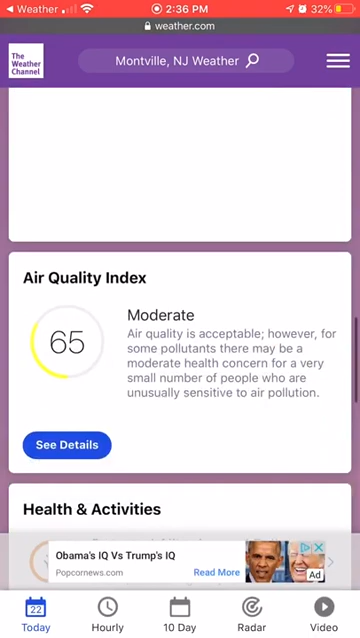 Weather
2:36 PM
32%
weather.com
The
Weather
Channel
Montville, NJ Weather
Air Quality Index
65
Moderate
Air quality is acceptable; however, for
some pollutants there may be a
moderate health concern for a very
small number of people who are
unusually sensitive to air pollution.
See Details
Health & Activities
Obama's IQ Vs Trump's IQ
Popcornews.com
Read More
Ad
22
Today
Hourly
10 Day
Radar
Video